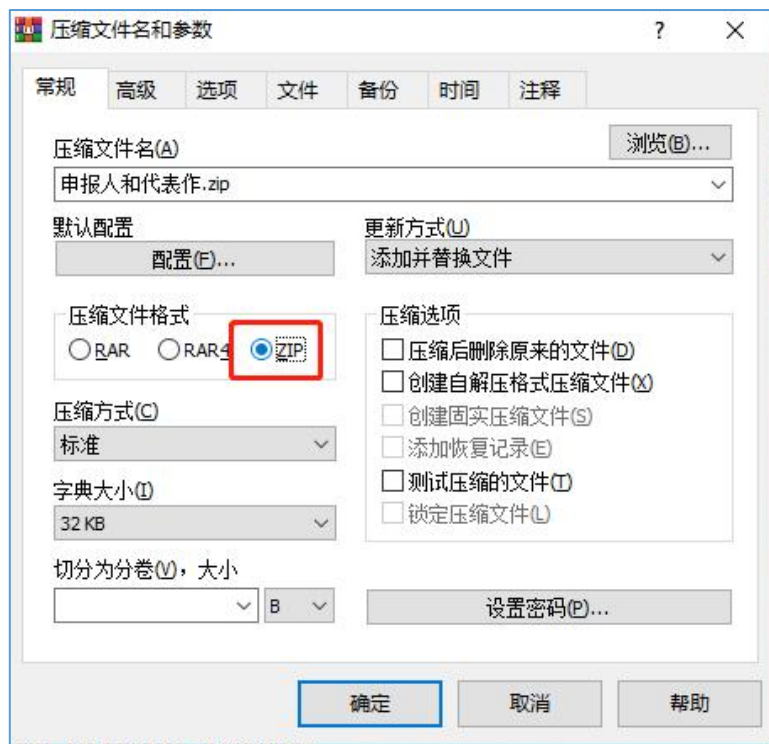 压缩文件名和参数 ? ×
常规 高级 选项 文件 备份 时间 注释
压缩文件名(A) 浏览(B)...
申报人和代表作.zip
默认配置 更新方式(U)
配置(F)... 添加并替换文件
压缩文件格式 压缩选项
RAR RAR4 ZIP 压缩后删除原来的文件(D)
创建自解压格式压缩文件(X)
压缩方式(C) 创建固实压缩文件(S)
标准 添加恢复记录(E)
字典大小(I) 测试压缩的文件(T)
32 KB 锁定压缩文件(L)
切分为分卷(V)，大小
B 设置密码(P)...
确定 取消 帮助